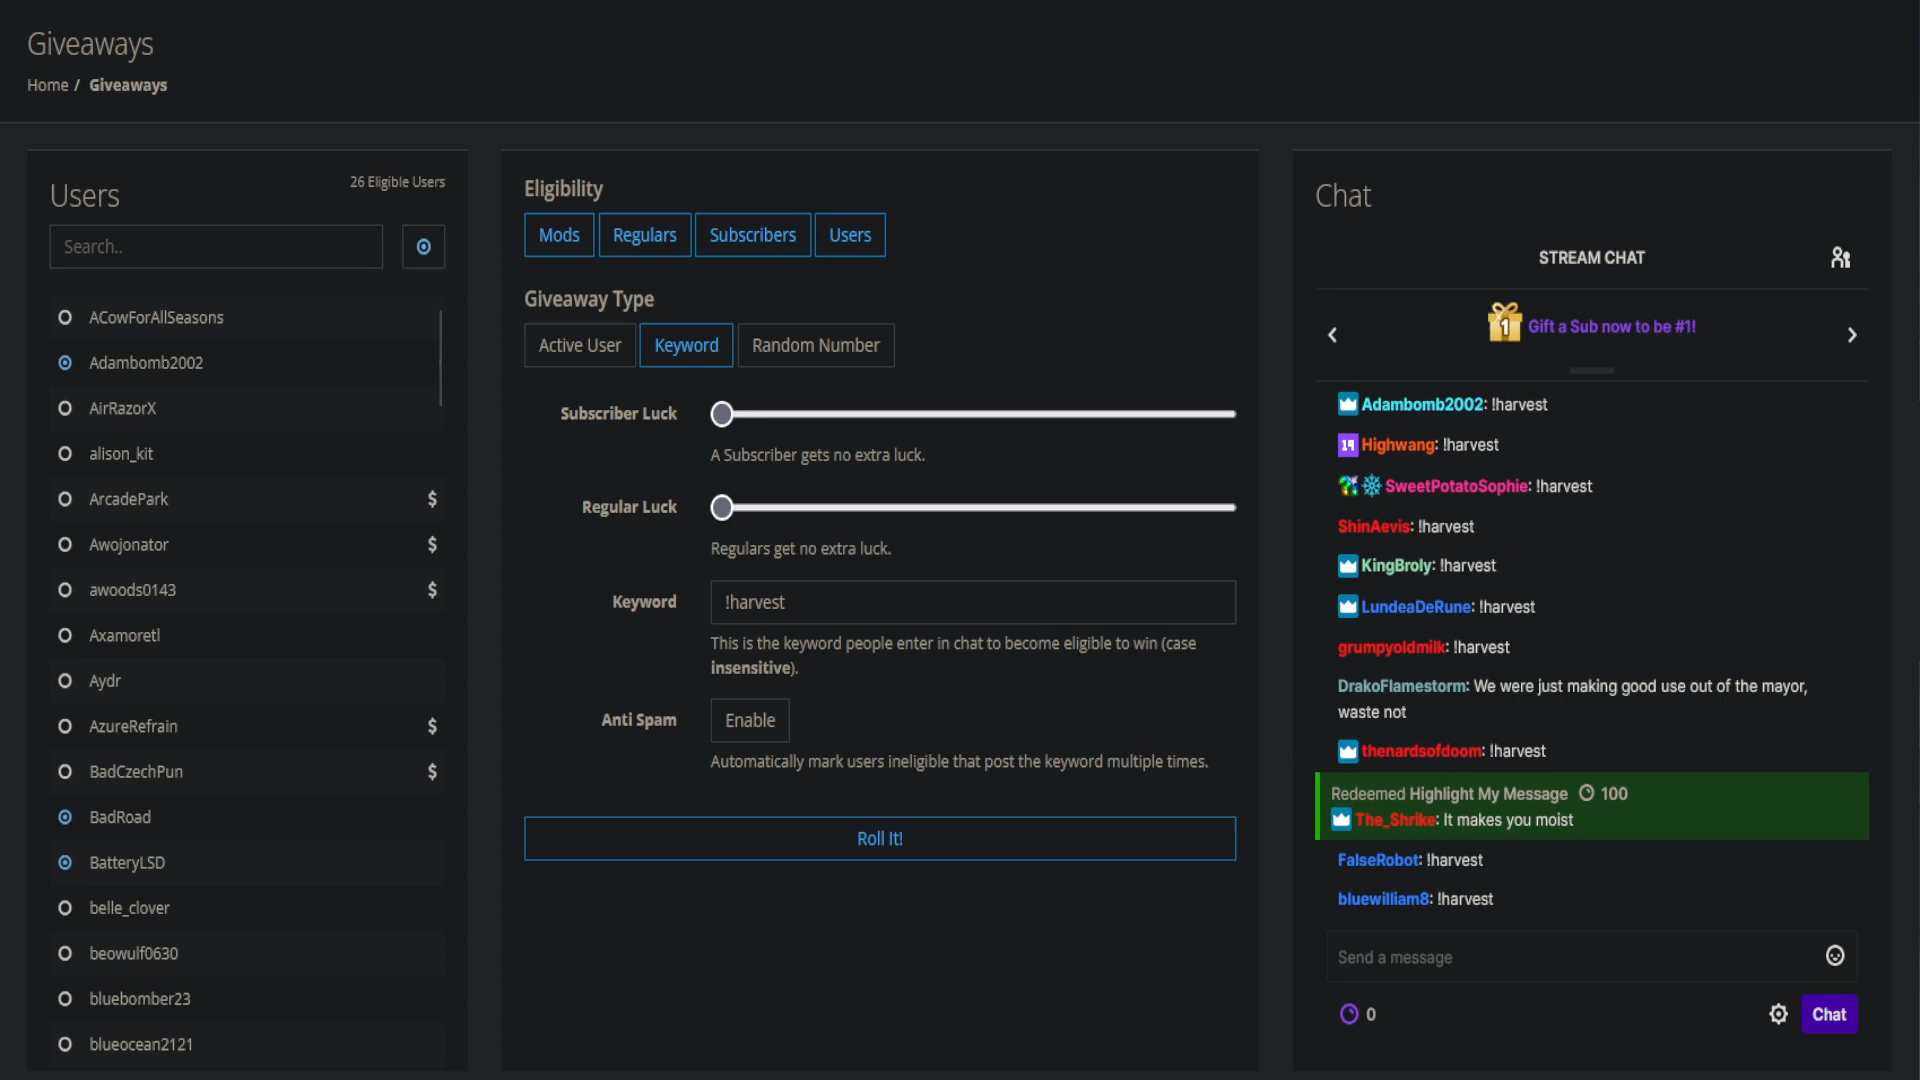 Giveaways
Home / Giveaways
Users
26 Eligible Users
Search..
ACowForAllSeasons
Adambomb2002
AirRazorX
alison_kit
ArcadePark $
Awojonator $
awoods0143 $
Axamoretl
Aydr
AzureRefrain $
BadCzechPun $
BadRoad
BatteryLSD
belle_clover
beowulf0630
bluebomber23
blueocean2121
Eligibility
Mods Regulars Subscribers Users
Giveaway Type
Active User Keyword Random Number
Subscriber Luck
A Subscriber gets no extra luck.
Regular Luck
Regulars get no extra luck.
Keyword !harvest
This is the keyword people enter in chat to become eligible to win (case
insensitive).
Anti Spam Enable
Automatically mark users ineligible that post the keyword multiple times.
Roll It!
Chat
STREAM CHAT
1 Gift a Sub now to be #1!
Adambomb2002: !harvest
14 Highwang: !harvest
SweetPotatoSophie: !harvest
ShinAevis: !harvest
KingBroly: !harvest
LundeaDeRune: !harvest
grumpyoldmilk: !harvest
DrakoFlamestorm: We were just making good use out of the mayor,
waste not
thenardsofdoom: !harvest
Redeemed Highlight My Message 100
The_Shrike: It makes you moist
FalseRobot: !harvest
bluewilliam8: !harvest
Send a message
0
Chat